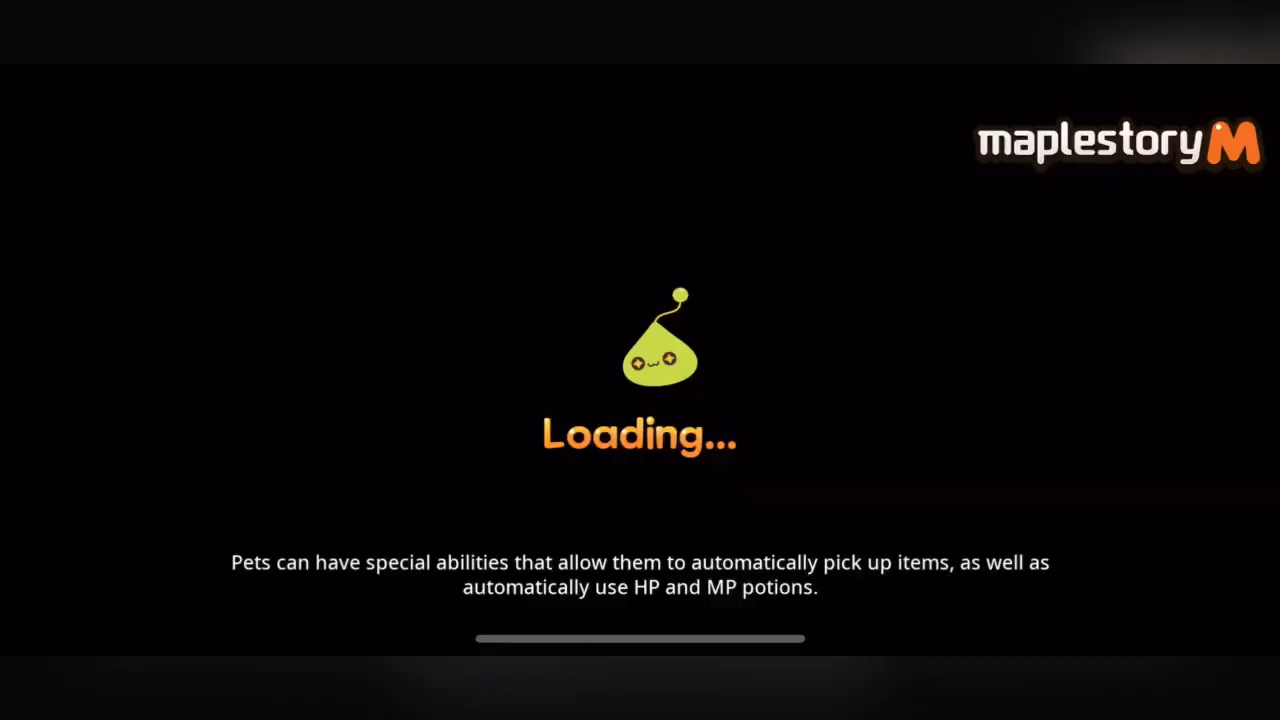 maplestory M
Loading...
Pets can have special abilities that allow them to automatically pick up items, as well as
automatically use HP and MP potions.